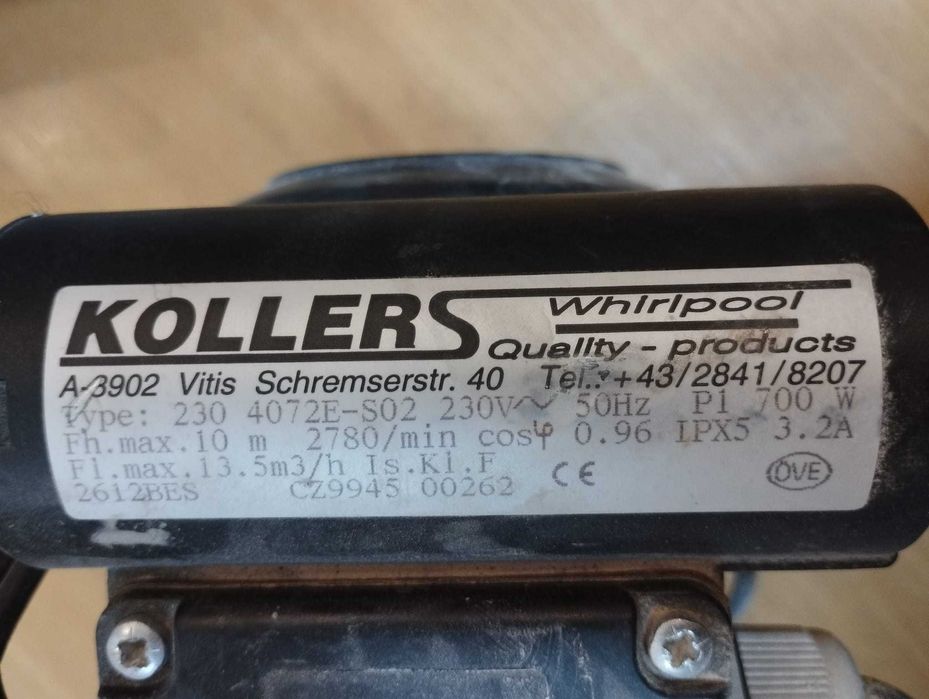 KOLLERS Whirlpool
Quality - products
A-3902 Vitis Schremserstr. 40 Tel.: +43/2841/8207
Type: 230 4072E-S02 230V~ 50Hz P1 700 W
Fh.max.10 m 2780/min cosφ 0.96 IPX5 3.2A
Fl.max.13.5m3/h Is.Kl.F CE ÖVE
2612BES CZ9945 00262